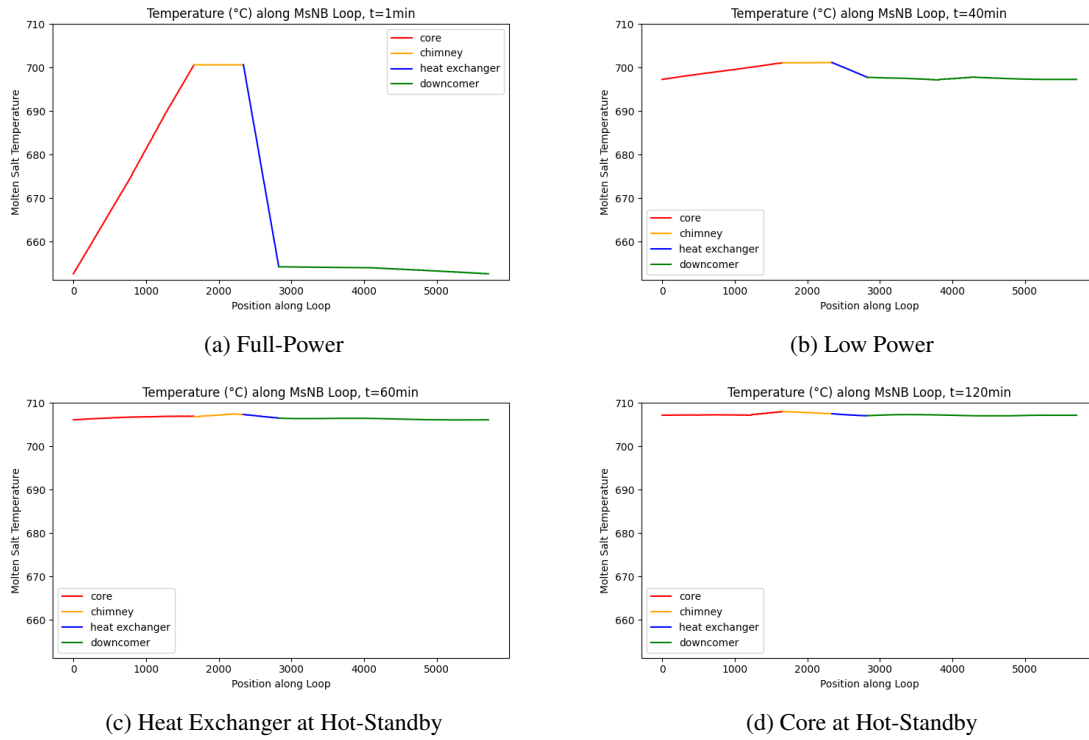 Temperature (°C) along MsNB Loop, t=1min
710
700
690
680
670
660
Molten Salt Temperature
core
chimney
heat exchanger
downcomer
0 1000 2000 3000 4000 5000
Position along Loop
(a) Full-Power
Temperature (°C) along MsNB Loop, t=40min
710
700
690
680
670
660
Molten Salt Temperature
core
chimney
heat exchanger
downcomer
0 1000 2000 3000 4000 5000
Position along Loop
(b) Low Power
Temperature (°C) along MsNB Loop, t=60min
710
700
690
680
670
660
Molten Salt Temperature
core
chimney
heat exchanger
downcomer
0 1000 2000 3000 4000 5000
Position along Loop
(c) Heat Exchanger at Hot-Standby
Temperature (°C) along MsNB Loop, t=120min
710
700
690
680
670
660
Molten Salt Temperature
core
chimney
heat exchanger
downcomer
0 1000 2000 3000 4000 5000
Position along Loop
(d) Core at Hot-Standby